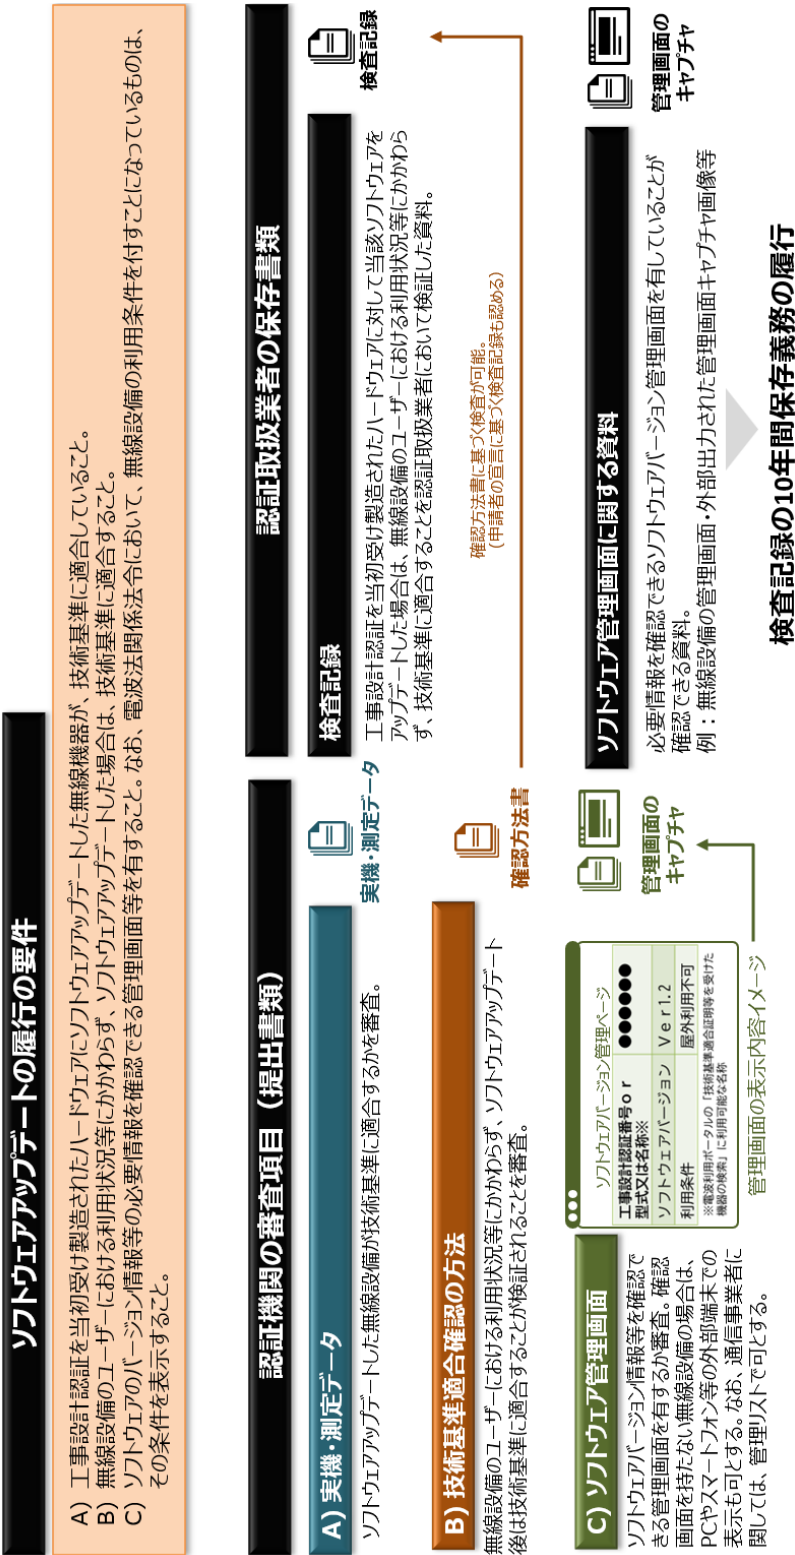 ソフトウェアアップデートの履行の要件
A) 工事設計認証を当初受け製造されたハードウェアにソフトウェアアップデートした無線機器が、技術基準に適合していること。
B) 無線設備のユーザーにおける利用状況等にかかわらず、ソフトウェアアップデートした場合は、技術基準に適合すること。
C) ソフトウェアのバージョン情報等の必要情報を確認できる管理画面等を有すること。なお、電波法関係法令において、無線設備の利用条件を付すことになっているものは、
その条件を表示すること。
認証機関の審査項目（提出書類）
A) 実機・測定データ
ソフトウェアアップデートした無線設備が技術基準に適合するかを審査。
実機・測定データ
B) 技術基準適合確認の方法
無線設備のユーザーにおける利用状況等にかかわらず、ソフトウェアアップデート
後は技術基準に適合することが検証されることを審査。
確認方法書
C) ソフトウェア管理画面
ソフトウェアバージョン情報等を確認で
きる管理画面を有するか審査。確認
画面を持たない無線設備の場合は、
PCやスマートフォン等の外部端末での
表示も可とする。なお、通信事業者に
関しては、管理リストで可とする。
ソフトウェアバージョン管理ページ
工事設計認証番号or
型式又は名称※
●●●●●●
ソフトウェアバージョン
Ver1.2
利用条件
屋外利用不可
※電波利用ポータルの「技術基準適合証明等を受けた
機器の検索」に利用可能な名称
管理画面の表示内容イメージ
管理画面の
キャプチャ
認証取扱業者の保存書類
検査記録
検査記録
工事設計認証を当初受け製造されたハードウェアに対して当該ソフトウェアを
アップデートした場合は、無線設備のユーザーにおける利用状況等にかかわら
ず、技術基準に適合することを認証取扱業者において検証した資料。
確認方法書に基づく検査が可能。
（申請者の宣言に基づく検査記録も認める）
ソフトウェア管理画面に関する資料
管理画面の
キャプチャ
必要情報を確認できるソフトウェアバージョン管理画面を有していることが
確認できる資料。
例：無線設備の管理画面・外部出力された管理画面キャプチャ画像等
検査記録の10年間保存義務の履行